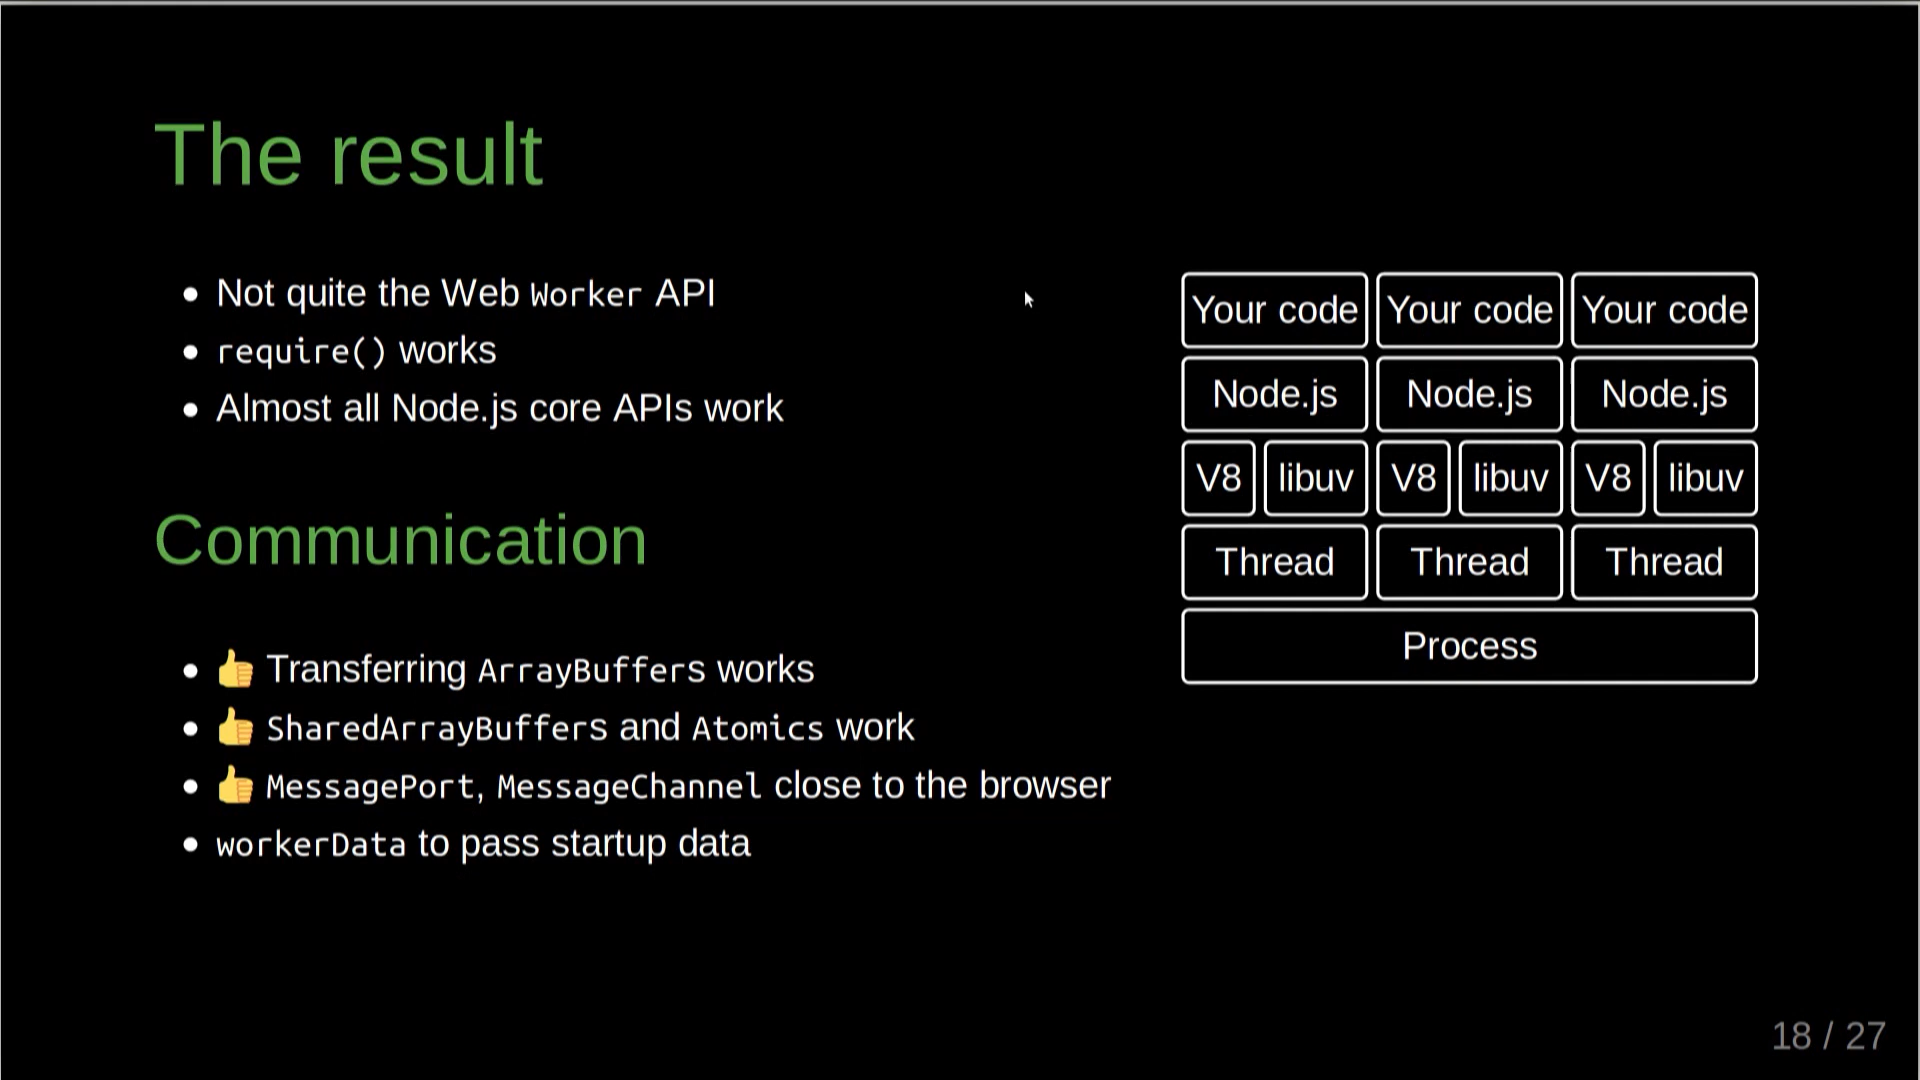 The result
Not quite the Web Worker API
require() works
Almost all Node.js core APIs work
Communication
👍 Transferring ArrayBuffers works
👍 SharedArrayBuffers and Atomics work
👍 MessagePort, MessageChannel close to the browser
workerData to pass startup data
Your code Your code Your code
Node.js Node.js Node.js
V8 libuv V8 libuv V8 libuv
Thread Thread Thread
Process
18 / 27